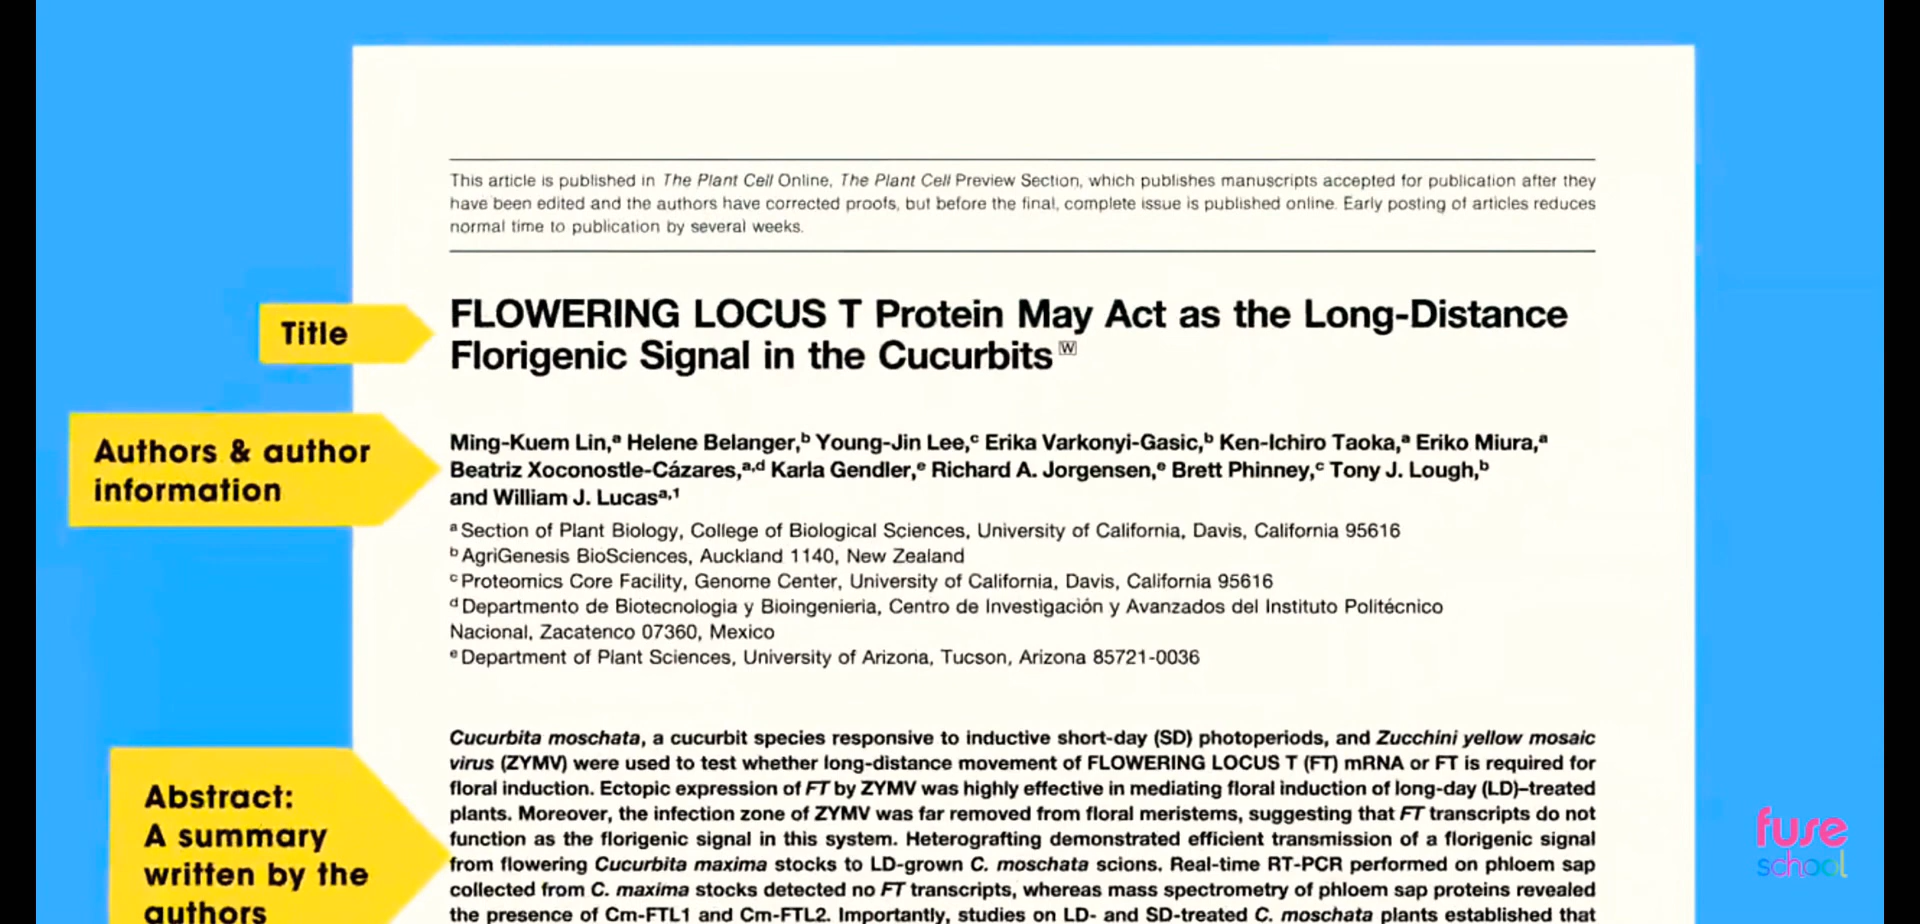 This article is published in The Plant Cell Online, The Plant Cell Preview Section, which publishes manuscripts accepted for publication after they
have been edited and the authors have corrected proofs, but before the final, complete issue is published online. Early posting of articles reduces
normal time to publication by several weeks.
Title
FLOWERING LOCUS T Protein May Act as the Long-Distance
Florigenic Signal in the Cucurbits W
Authors & author
information
Ming-Kuem Lin,a Helene Belanger,b Young-Jin Lee,c Erika Varkonyi-Gasic,b Ken-Ichiro Taoka,a Eriko Miura,a
Beatriz Xoconostle-Cázares,a,d Karla Gendler,e Richard A. Jorgensen,e Brett Phinney,c Tony J. Lough,b
and William J. Lucasa,1
a Section of Plant Biology, College of Biological Sciences, University of California, Davis, California 95616
b AgriGenesis BioSciences, Auckland 1140, New Zealand
c Proteomics Core Facility, Genome Center, University of California, Davis, California 95616
d Departmento de Biotecnologia y Bioingenieria, Centro de Investigación y Avanzados del Instituto Politécnico
Nacional, Zacatenco 07360, Mexico
e Department of Plant Sciences, University of Arizona, Tucson, Arizona 85721-0036
Abstract:
A summary
written by the
authors
Cucurbita moschata, a cucurbit species responsive to inductive short-day (SD) photoperiods, and Zucchini yellow mosaic
virus (ZYMV) were used to test whether long-distance movement of FLOWERING LOCUS T (FT) mRNA or FT is required for
floral induction. Ectopic expression of FT by ZYMV was highly effective in mediating floral induction of long-day (LD)–treated
plants. Moreover, the infection zone of ZYMV was far removed from floral meristems, suggesting that FT transcripts do not
function as the florigenic signal in this system. Heterografting demonstrated efficient transmission of a florigenic signal
from flowering Cucurbita maxima stocks to LD-grown C. moschata scions. Real-time RT-PCR performed on phloem sap
collected from C. maxima stocks detected no FT transcripts, whereas mass spectrometry of phloem sap proteins revealed
the presence of Cm-FTL1 and Cm-FTL2. Importantly, studies on LD- and SD-treated C. moschata plants established that
fuse
school